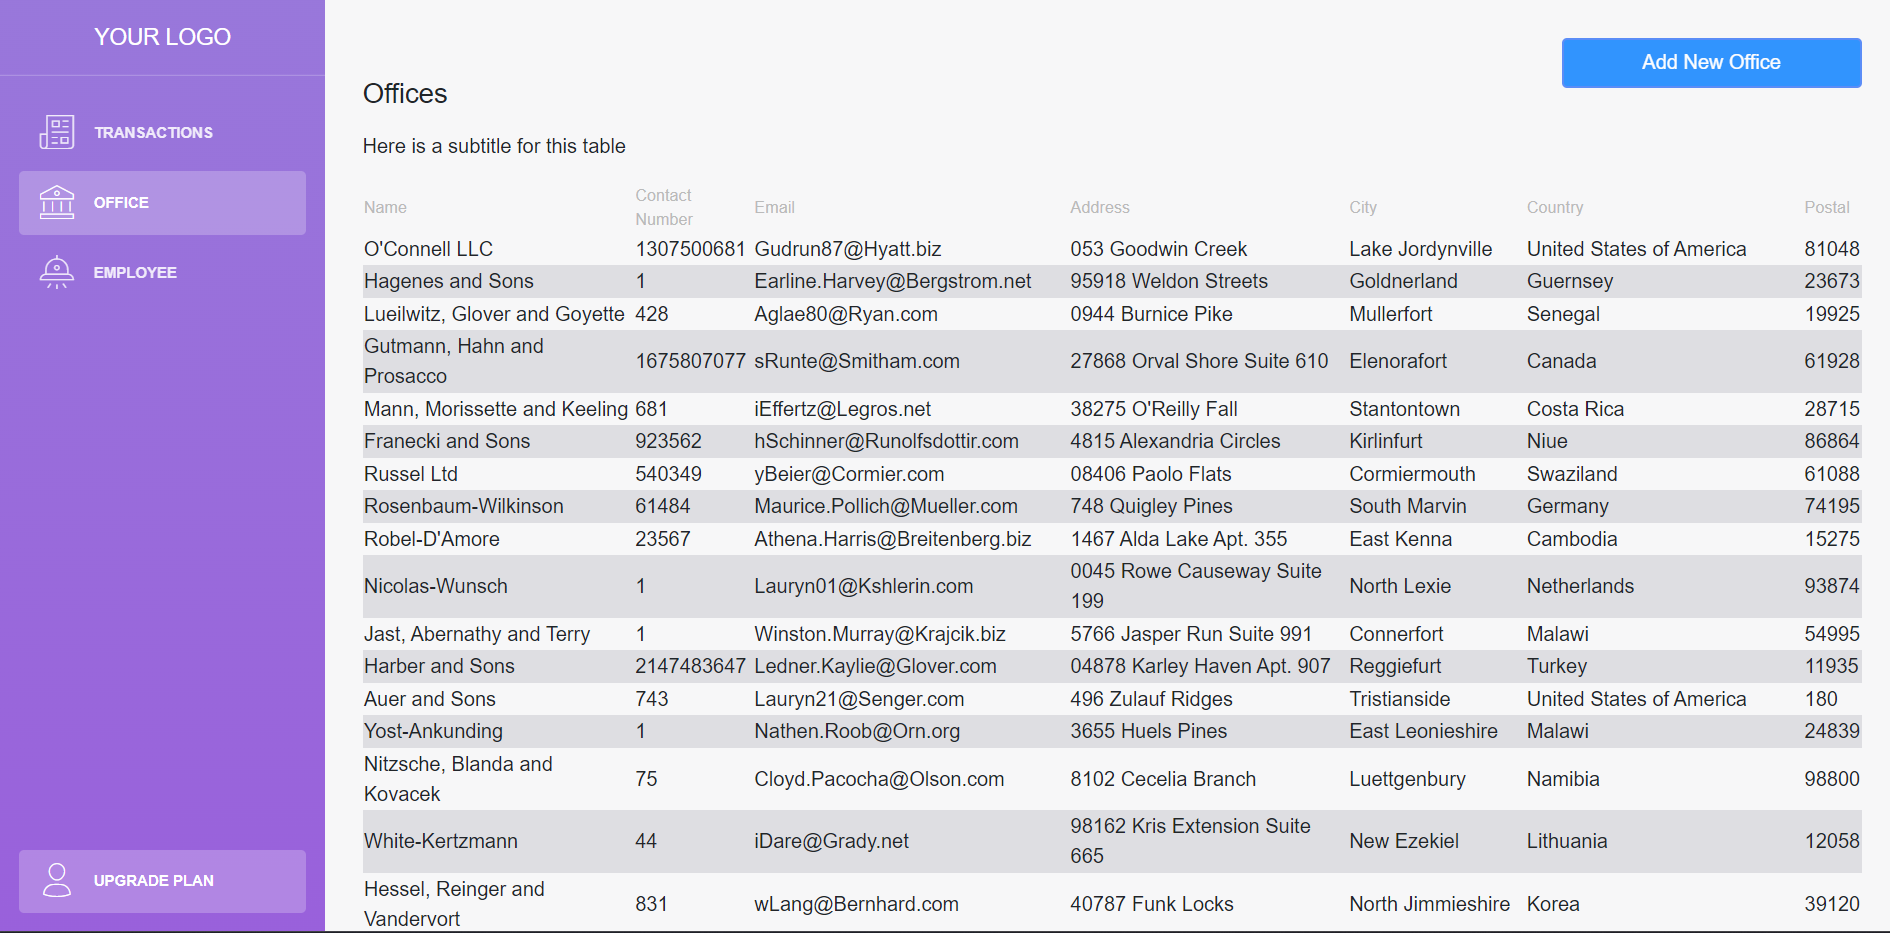 YOUR LOGO
TRANSACTIONS
OFFICE
EMPLOYEE
UPGRADE PLAN
Add New Office
Offices
Here is a subtitle for this table
Name Contact Number Email Address City Country Postal
O'Connell LLC 1307500681 Gudrun87@Hyatt.biz 053 Goodwin Creek Lake Jordynville United States of America 81048
Hagenes and Sons 1 Earline.Harvey@Bergstrom.net 95918 Weldon Streets Goldnerland Guernsey 23673
Lueilwitz, Glover and Goyette 428 Aglae80@Ryan.com 0944 Burnice Pike Mullerfort Senegal 19925
Gutmann, Hahn and Prosacco 1675807077 sRunte@Smitham.com 27868 Orval Shore Suite 610 Elenorafort Canada 61928
Mann, Morissette and Keeling 681 iEffertz@Legros.net 38275 O'Reilly Fall Stantontown Costa Rica 28715
Franecki and Sons 923562 hSchinner@Runolfsdottir.com 4815 Alexandria Circles Kirlinfurt Niue 86864
Russel Ltd 540349 yBeier@Cormier.com 08406 Paolo Flats Cormiermouth Swaziland 61088
Rosenbaum-Wilkinson 61484 Maurice.Pollich@Mueller.com 748 Quigley Pines South Marvin Germany 74195
Robel-D'Amore 23567 Athena.Harris@Breitenberg.biz 1467 Alda Lake Apt. 355 East Kenna Cambodia 15275
Nicolas-Wunsch 1 Lauryn01@Kshlerin.com 0045 Rowe Causeway Suite 199 North Lexie Netherlands 93874
Jast, Abernathy and Terry 1 Winston.Murray@Krajcik.biz 5766 Jasper Run Suite 991 Connerfort Malawi 54995
Harber and Sons 2147483647 Ledner.Kaylie@Glover.com 04878 Karley Haven Apt. 907 Reggiefurt Turkey 11935
Auer and Sons 743 Lauryn21@Senger.com 496 Zulauf Ridges Tristianside United States of America 180
Yost-Ankunding 1 Nathen.Roob@Orn.org 3655 Huels Pines East Leonieshire Malawi 24839
Nitzsche, Blanda and Kovacek 75 Cloyd.Pacocha@Olson.com 8102 Cecelia Branch Luettgenbury Namibia 98800
White-Kertzmann 44 iDare@Grady.net 98162 Kris Extension Suite 665 New Ezekiel Lithuania 12058
Hessel, Reinger and Vandervort 831 wLang@Bernhard.com 40787 Funk Locks North Jimmieshire Korea 39120